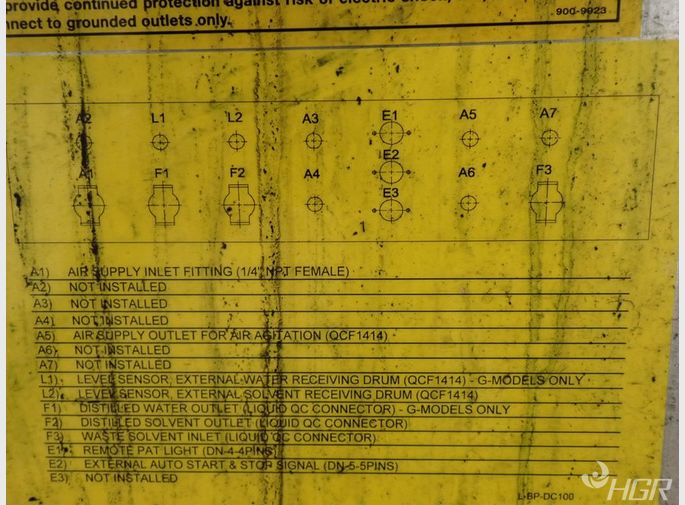 provide continued protection against risk of electric shock,
nnect to grounded outlets only.
900-9923
A2 L1 L2 A3 E1 A5 A7
E2
A1 F1 F2 A4 A6 F3
E3
1
A1) AIR SUPPLY INLET FITTING (1/4" NPT FEMALE)
A2) NOT INSTALLED
A3) NOT INSTALLED
A4) NOT INSTALLED
A5) AIR SUPPLY OUTLET FOR AIR AGITATION (QCF1414)
A6) NOT INSTALLED
A7) NOT INSTALLED
L1) LEVEL SENSOR, EXTERNAL WATER RECEIVING DRUM (QCF1414) - G-MODELS ONLY
L2) LEVEL SENSOR, EXTERNAL SOLVENT RECEIVING DRUM (QCF1414)
F1) DISTILLED WATER OUTLET (LIQUID QC CONNECTOR) - G-MODELS ONLY
F2) DISTILLED SOLVENT OUTLET (LIQUID QC CONNECTOR)
F3) WASTE SOLVENT INLET (LIQUID QC CONNECTOR)
E1) REMOTE PAT LIGHT (DN-4-4PINS)
E2) EXTERNAL AUTO START & STOP SIGNAL (DN-5-5PINS)
E3) NOT INSTALLED
L-BP-DC100
HGR